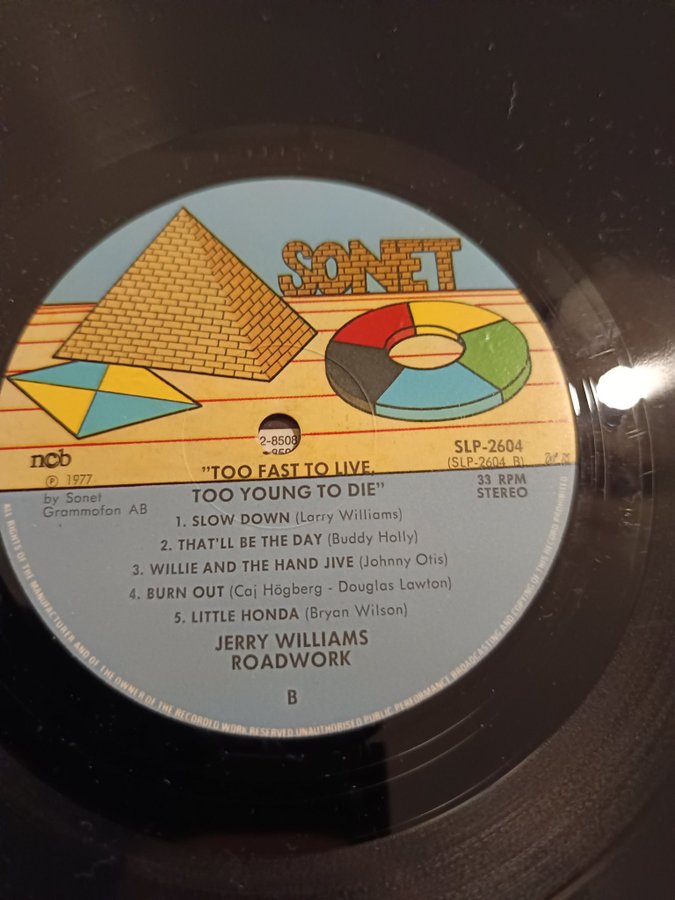 SONET
2-8508
ncb
℗ 1977
by Sonet
Grammofon AB
SLP-2604
(SLP-2604 B)
33 RPM
STEREO
"TOO FAST TO LIVE,
TOO YOUNG TO DIE"
1. SLOW DOWN (Larry Williams)
2. THAT'LL BE THE DAY (Buddy Holly)
3. WILLIE AND THE HAND JIVE (Johnny Otis)
4. BURN OUT (Caj Högberg - Douglas Lawton)
5. LITTLE HONDA (Bryan Wilson)
JERRY WILLIAMS
ROADWORK
B
ALL RIGHTS OF THE MANUFACTURER AND OF THE OWNER OF THE RECORDED WORK RESERVED. UNAUTHORISED PUBLIC PERFORMANCE BROADCASTING AND COPYING OF THIS RECORD PROHIBITED